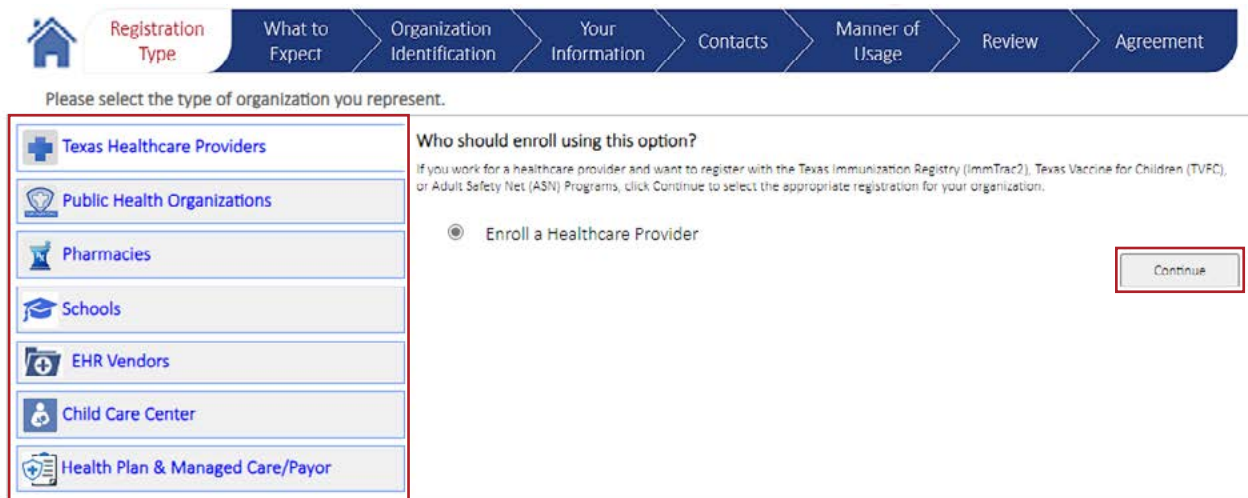 Registration Type
What to Expect
Organization Identification
Your Information
Contacts
Manner of Usage
Review
Agreement
Please select the type of organization you represent.
Texas Healthcare Providers
Public Health Organizations
Pharmacies
Schools
EHR Vendors
Child Care Center
Health Plan & Managed Care/Payor
Who should enroll using this option?
If you work for a healthcare provider and want to register with the Texas Immunization Registry (ImmTrac2), Texas Vaccine for Children (TVFC),
or Adult Safety Net (ASN) Programs, click Continue to select the appropriate registration for your organization.
Enroll a Healthcare Provider
Continue